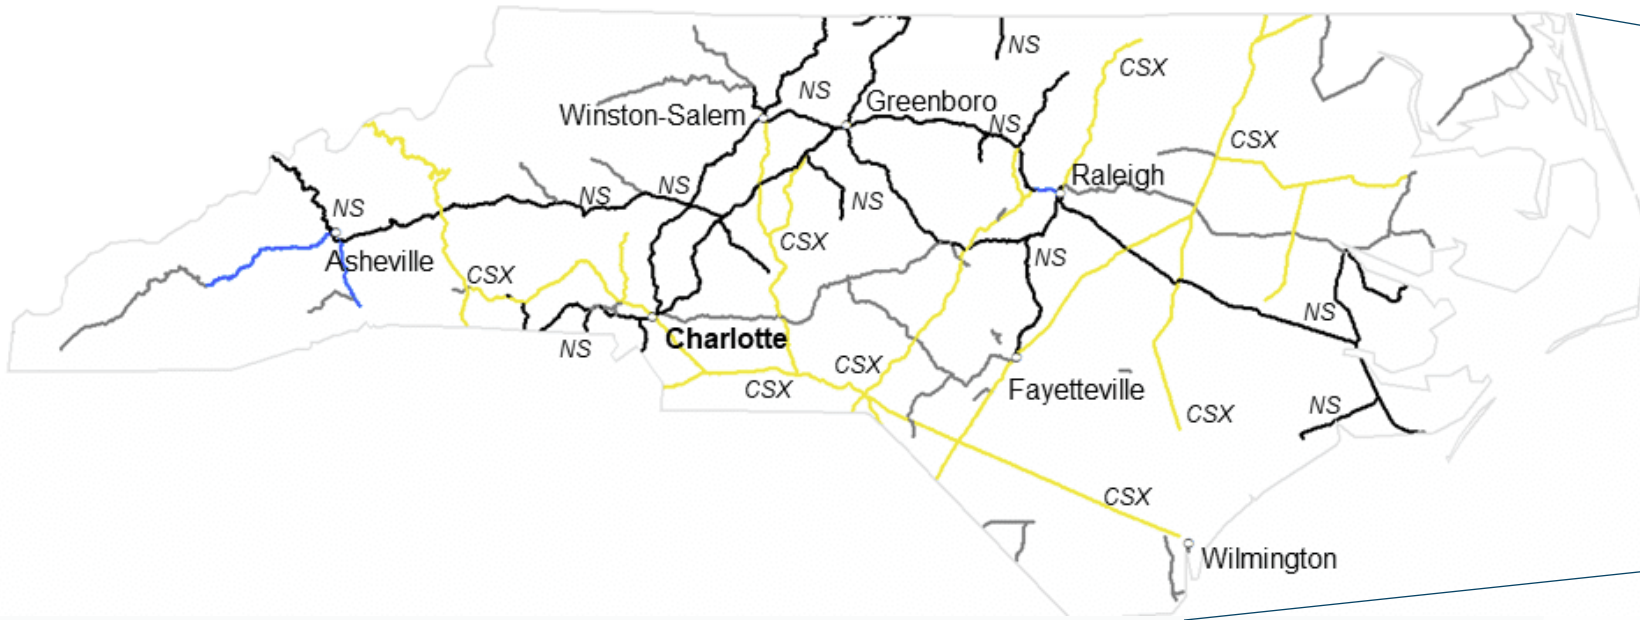 NS
CSX
NS
Winston-Salem
Greenboro
NS
CSX
Raleigh
NS
NS
NS
NS
CSX
NS
Asheville
CSX
NS
Charlotte
NS
CSX
CSX
Fayetteville
NS
CSX
CSX
Wilmington